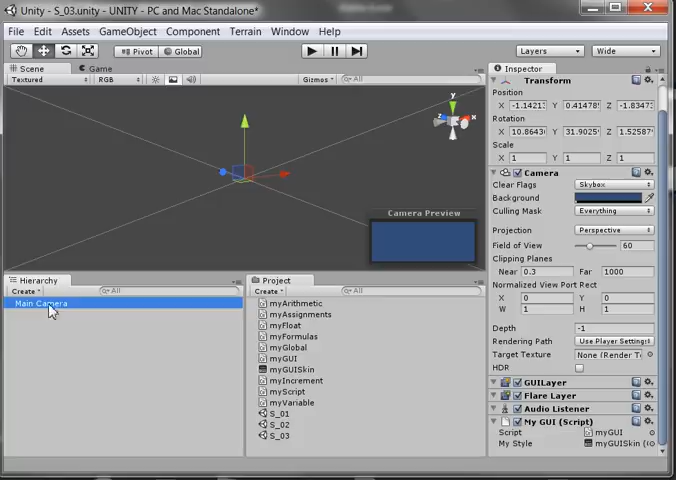 Unity - S_03.unity - UNITY - PC and Mac Standalone*
File Edit Assets GameObject Component Terrain Window Help
Pivot Global Layers Wide
Scene Game
Textured RGB Gizmos All
y
x
z
Camera Preview
Hierarchy
Create All
Main Camera
Project
Create All
myArithmetic
myAssignments
myFloat
myFormulas
myGlobal
myGUI
myGUISkin
myIncrement
myScript
myVariable
S_01
S_02
S_03
Inspector
Transform
Position
X -1.1421 Y 0.41478 Z -1.8347
Rotation
X 10.8643 Y 31.9025 Z 1.52587
Scale
X 1 Y 1 Z 1
Camera
Clear Flags Skybox
Background
Culling Mask Everything
Projection Perspective
Field of View 60
Clipping Planes
Near 0.3 Far 1000
Normalized View Port Rect
X 0 Y 0
W 1 H 1
Depth -1
Rendering Path Use Player Setting
Target Texture None (Render T
HDR
GUILayer
Flare Layer
Audio Listener
My GUI (Script)
Script myGUI
My Style myGUISkin (